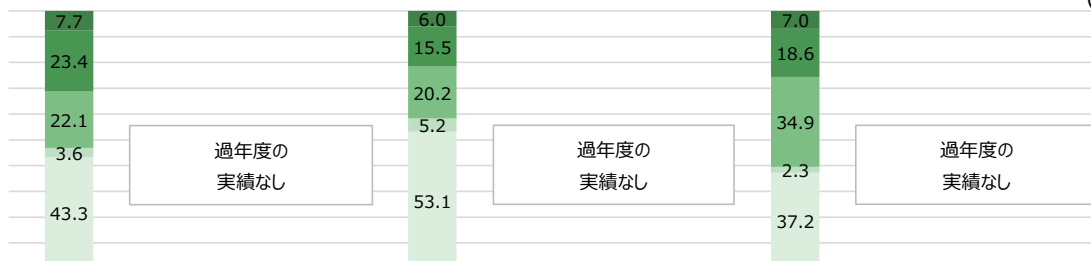 7.7
23.4
22.1
3.6
43.3
過年度の
実績なし
6.0
15.5
20.2
5.2
53.1
過年度の
実績なし
7.0
18.6
34.9
2.3
37.2
過年度の
実績なし